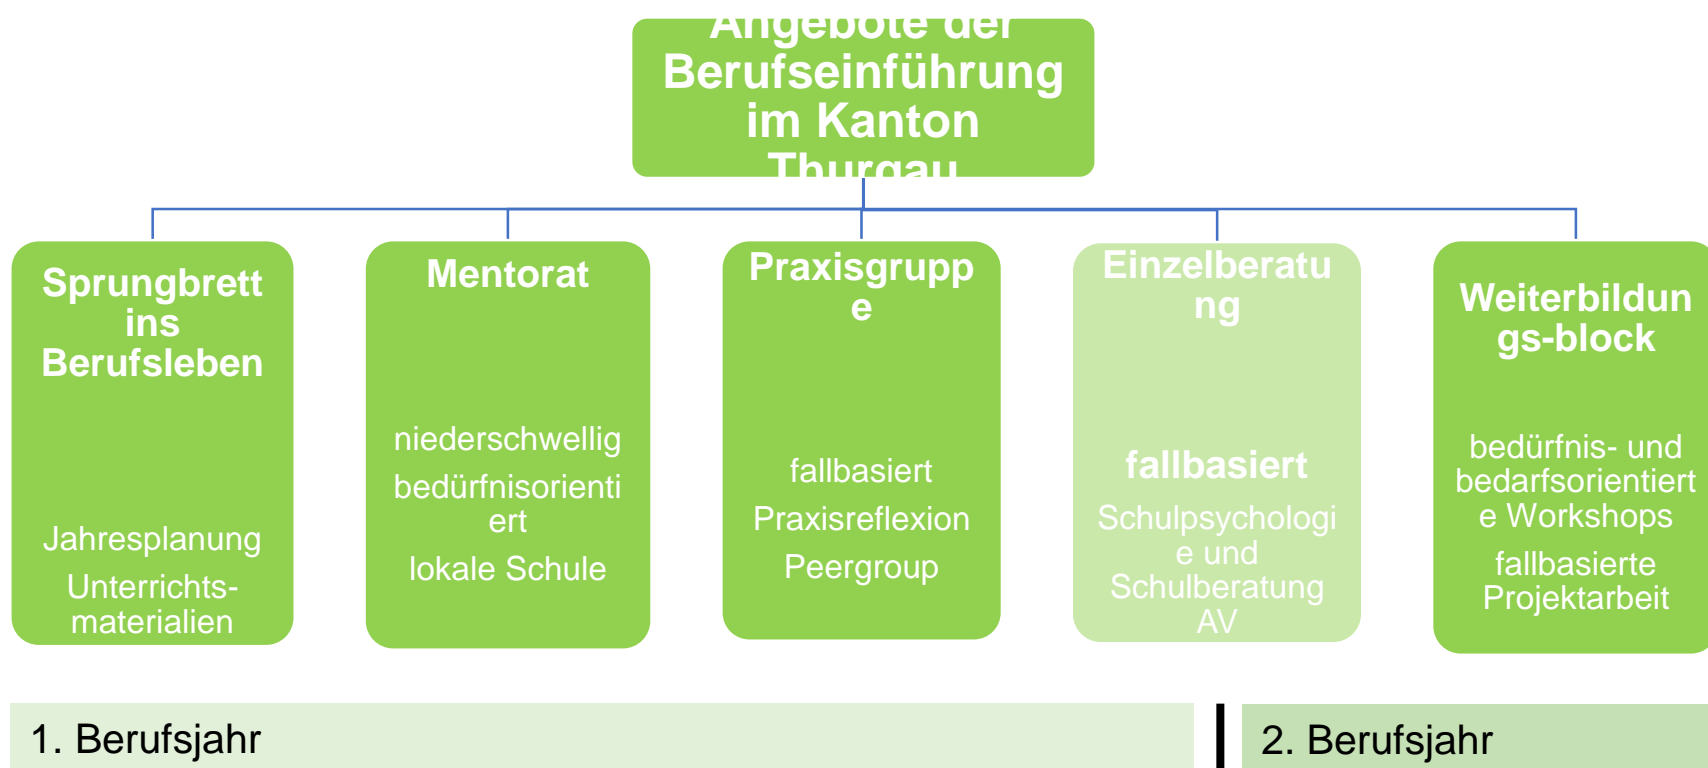 Angebote der
Berufseinführung
im Kanton
Thurgau
Sprungbrett
ins
Berufsleben
Jahresplanung
Unterrichts-
materialien
Mentorat
niederschwellig
bedürfnisorienti
ert
lokale Schule
Praxisgrupp
e
fallbasiert
Praxisreflexion
Peergroup
Einzelberatu
ng
fallbasiert
Schulpsychologi
e und
Schulberatung
AV
Weiterbildun
gs-block
bedürfnis- und
bedarfsorientiert
e Workshops
fallbasierte
Projektarbeit
1. Berufsjahr
2. Berufsjahr